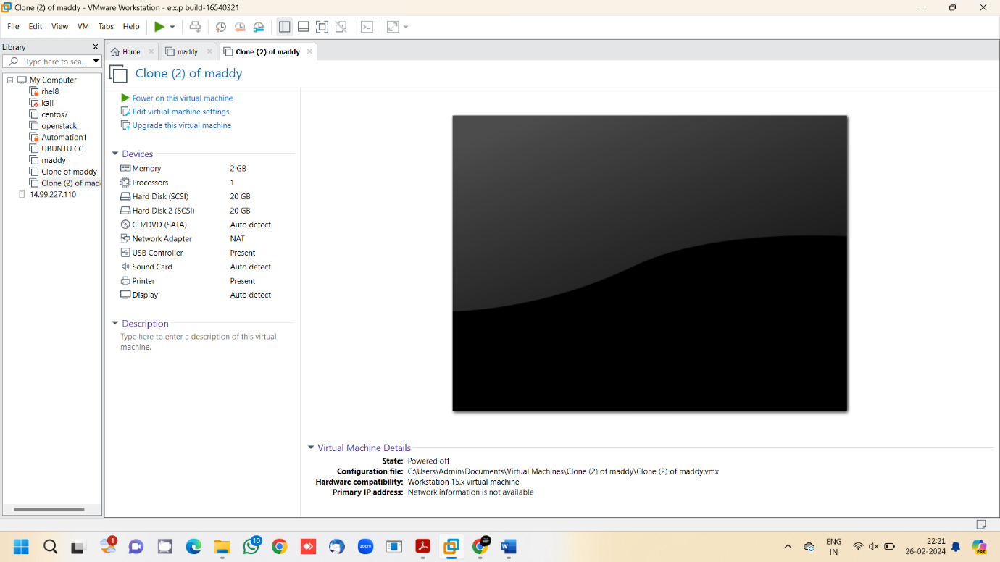 Clone (2) of maddy - VMware Workstation - e.x.p build-16540321
File Edit View VM Tabs Help
Library
Type here to sea...
Home
maddy
Clone (2) of maddy
My Computer
rhel8
kali
centos7
openstack
Automation1
UBUNTU CC
maddy
Clone of maddy
Clone (2) of mad
14.99.227.110
Clone (2) of maddy
Power on this virtual machine
Edit virtual machine settings
Upgrade this virtual machine
Devices
Memory 2 GB
Processors 1
Hard Disk (SCSI) 20 GB
Hard Disk 2 (SCSI) 20 GB
CD/DVD (SATA) Auto detect
Network Adapter NAT
USB Controller Present
Sound Card Auto detect
Printer Present
Display Auto detect
Description
Type here to enter a description of this virtual
machine.
Virtual Machine Details
State: Powered off
Configuration file: C:\Users\Admin\Documents\Virtual Machines\Clone (2) of maddy\Clone (2) of maddy.vmx
Hardware compatibility: Workstation 15.x virtual machine
Primary IP address: Network information is not available
1
10
zoom
ENG
IN
22:21
26-02-2024
PRE